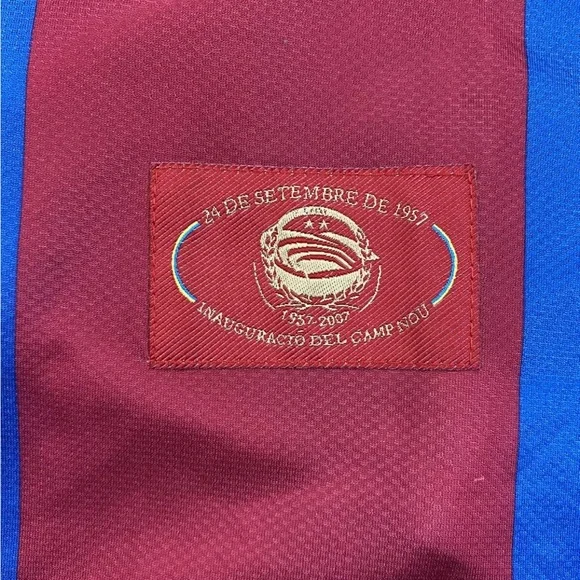 24 DE SETEMBRE DE 1957
1957-2007
INAUGURACIÓ DEL CAMP NOU